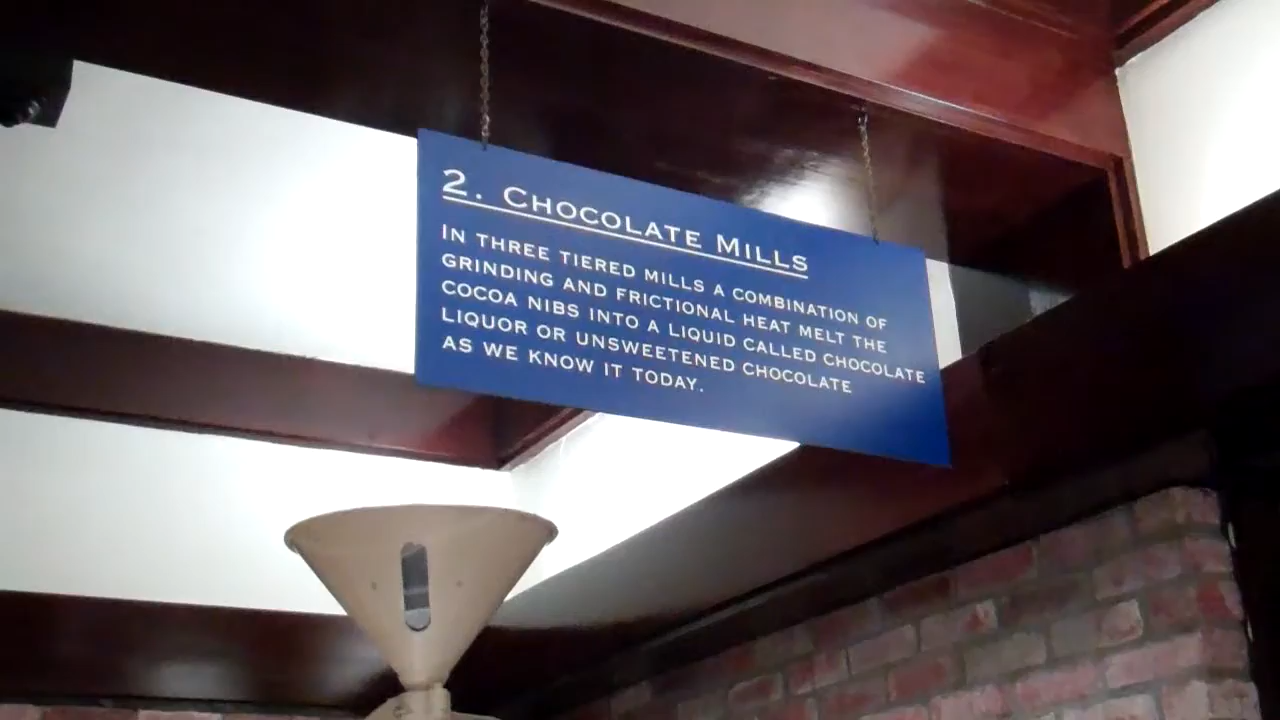 2. CHOCOLATE MILLS
IN THREE TIERED MILLS A COMBINATION OF
GRINDING AND FRICTIONAL HEAT MELT THE
COCOA NIBS INTO A LIQUID CALLED CHOCOLATE
LIQUOR OR UNSWEETENED CHOCOLATE
AS WE KNOW IT TODAY.